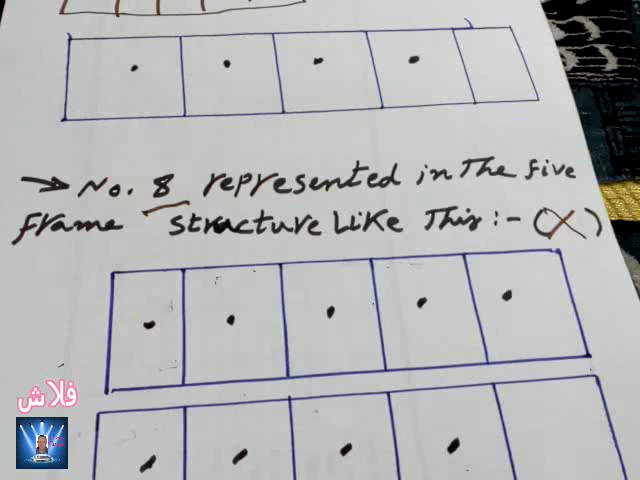 → No. 8 represented in The five
frame structure Like This :- (X)
فلاش